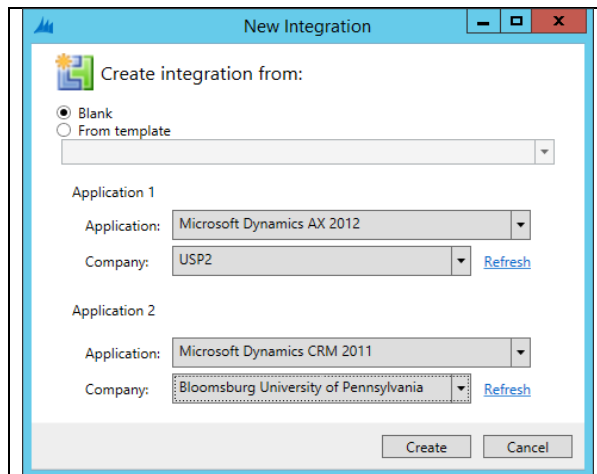 New Integration
Create integration from:
Blank
From template
Application 1
Application: Microsoft Dynamics AX 2012
Company: USP2 Refresh
Application 2
Application: Microsoft Dynamics CRM 2011
Company: Bloomsburg University of Pennsylvania Refresh
Create Cancel